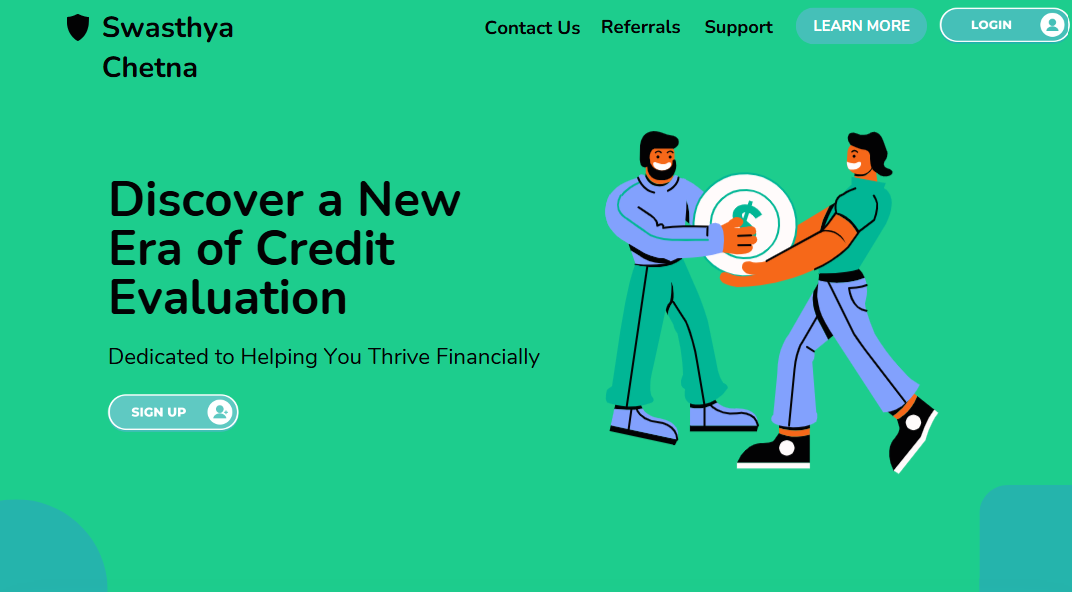 Swasthya
Chetna
Contact Us
Referrals
Support
LEARN MORE
LOGIN
Discover a New
Era of Credit
Evaluation
Dedicated to Helping You Thrive Financially
SIGN UP
$